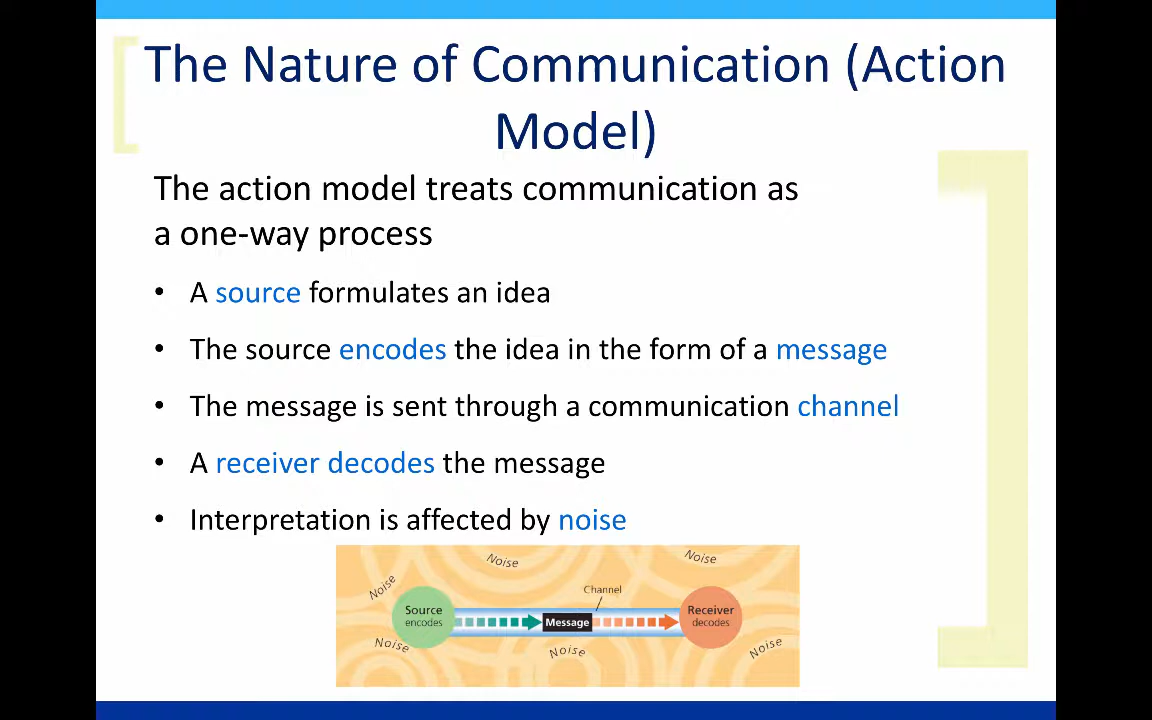 The Nature of Communication (Action
Model)
The action model treats communication as
a one-way process
• A source formulates an idea
• The source encodes the idea in the form of a message
• The message is sent through a communication channel
• A receiver decodes the message
• Interpretation is affected by noise
Noise
Noise
Noise
Channel
Source
encodes
Message
Receiver
decodes
Noise
Noise
Noise